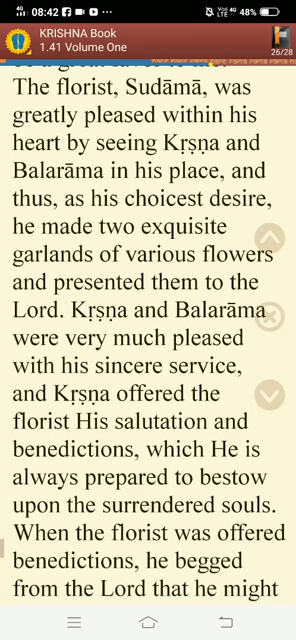 4G 08:42 Voº LTE 4G 48%
KRISHNA Book
1.41 Volume One
26/28
The florist, Sudāmā, was
greatly pleased within his
heart by seeing Kṛṣṇa and
Balarāma in his place, and
thus, as his choicest desire,
he made two exquisite
garlands of various flowers
and presented them to the
Lord. Kṛṣṇa and Balarāma
were very much pleased
with his sincere service,
and Kṛṣṇa offered the
florist His salutation and
benedictions, which He is
always prepared to bestow
upon the surrendered souls.
When the florist was offered
benedictions, he begged
from the Lord that he might